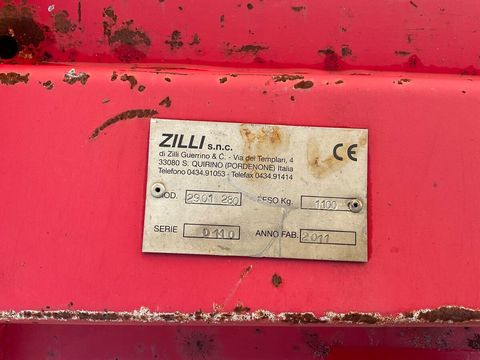 ZILLI s.n.c.
di Zilli Guerrino & C. - Via dei Templari, 4
33080 S. QUIRINO (PORDENONE) Italia
Telefono 0434.91053 - Telefax 0434.91414
CE
MOD. 2901 280 PESO Kg. 1100
SERIE 0110 ANNO FAB. 2011